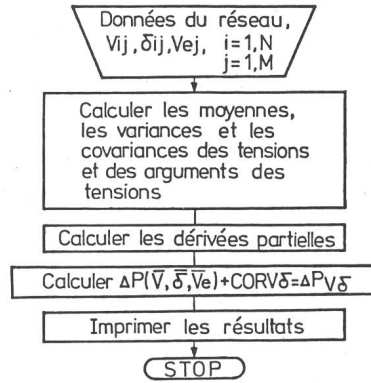 Données du réseau,
Vij, δij, Vej, i=1,N
j=1,M
Calculer les moyennes,
les variances et les
covariances des tensions
et des arguments des
tensions
Calculer les dérivées partielles
Calculer ΔP(V̅, δ̅, V̅e)+CORVδ=ΔPVδ
Imprimer les résultats
STOP